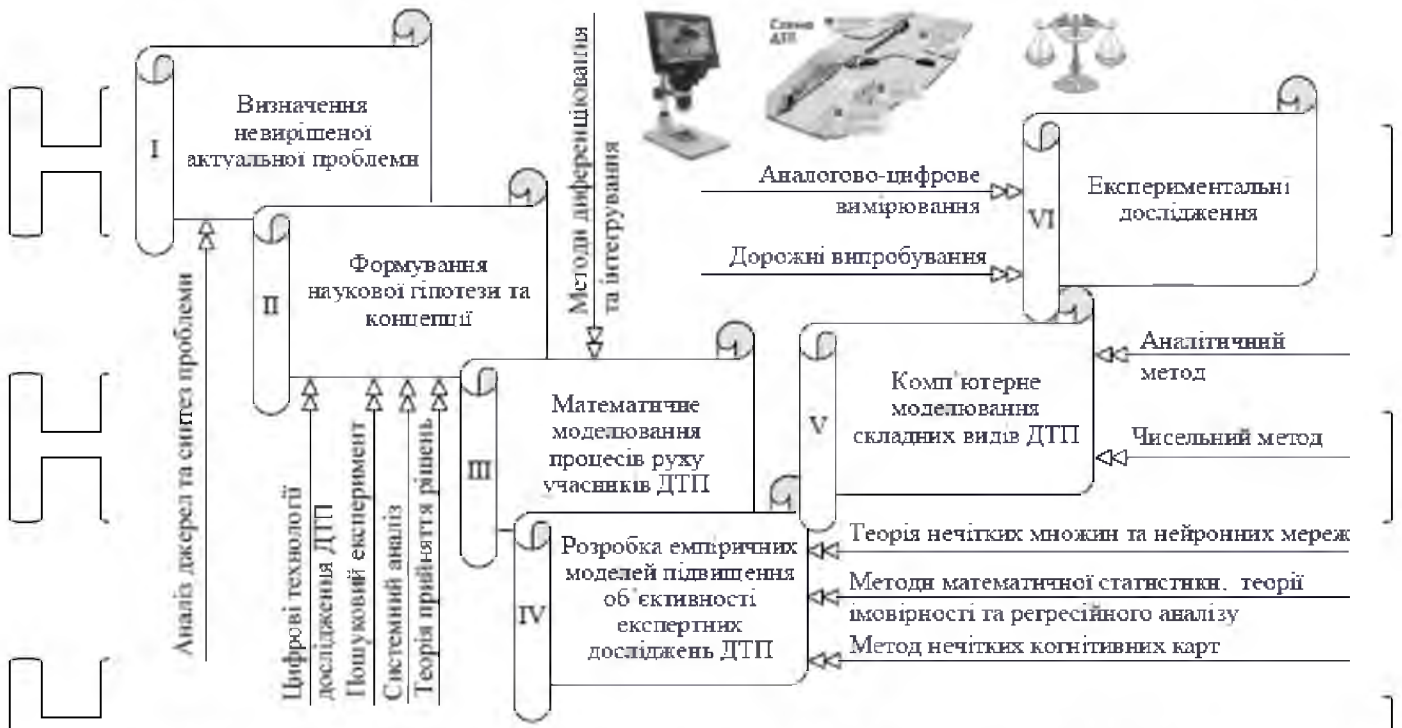 I
Визначення
невирішеної
актуальної проблеми
Аналіз джерел та синтез проблеми
II
Формування
наукової гіпотези та
концепції
Цифрові технології
дослідження ДТП
Пошуковий експеримент
Системний аналіз
Теорія прийняття рішень
Методи диференціювання
та інтегрування
III
Математичне
моделювання
процесів руху
учасників ДТП
IV
Розробка емпіричних
моделей підвищення
об'єктивності
експертних
досліджень ДТП
Теорія нечітких множин та нейронних мереж
Методи математичної статистики, теорії
імовірності та регресійного аналізу
Метод нечітких когнітивних карт
V
Комп'ютерне
моделювання
складних видів ДТП
Аналітичний
метод
Чисельний метод
Схема
ДТП
VI
Експериментальні
дослідження
Аналогово-цифрове
вимірювання
Дорожні випробування